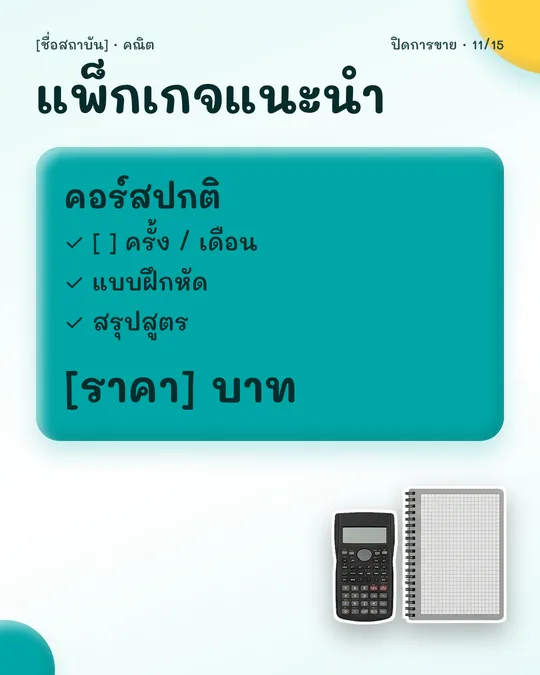 [ชื่อสถาบัน] · คณิต
ปิดการขาย · 11/15
แพ็กเกจแนะนำ
คอร์สปกติ
✓ [ ] ครั้ง / เดือน
✓ แบบฝึกหัด
✓ สรุปสูตร
[ราคา] บาท